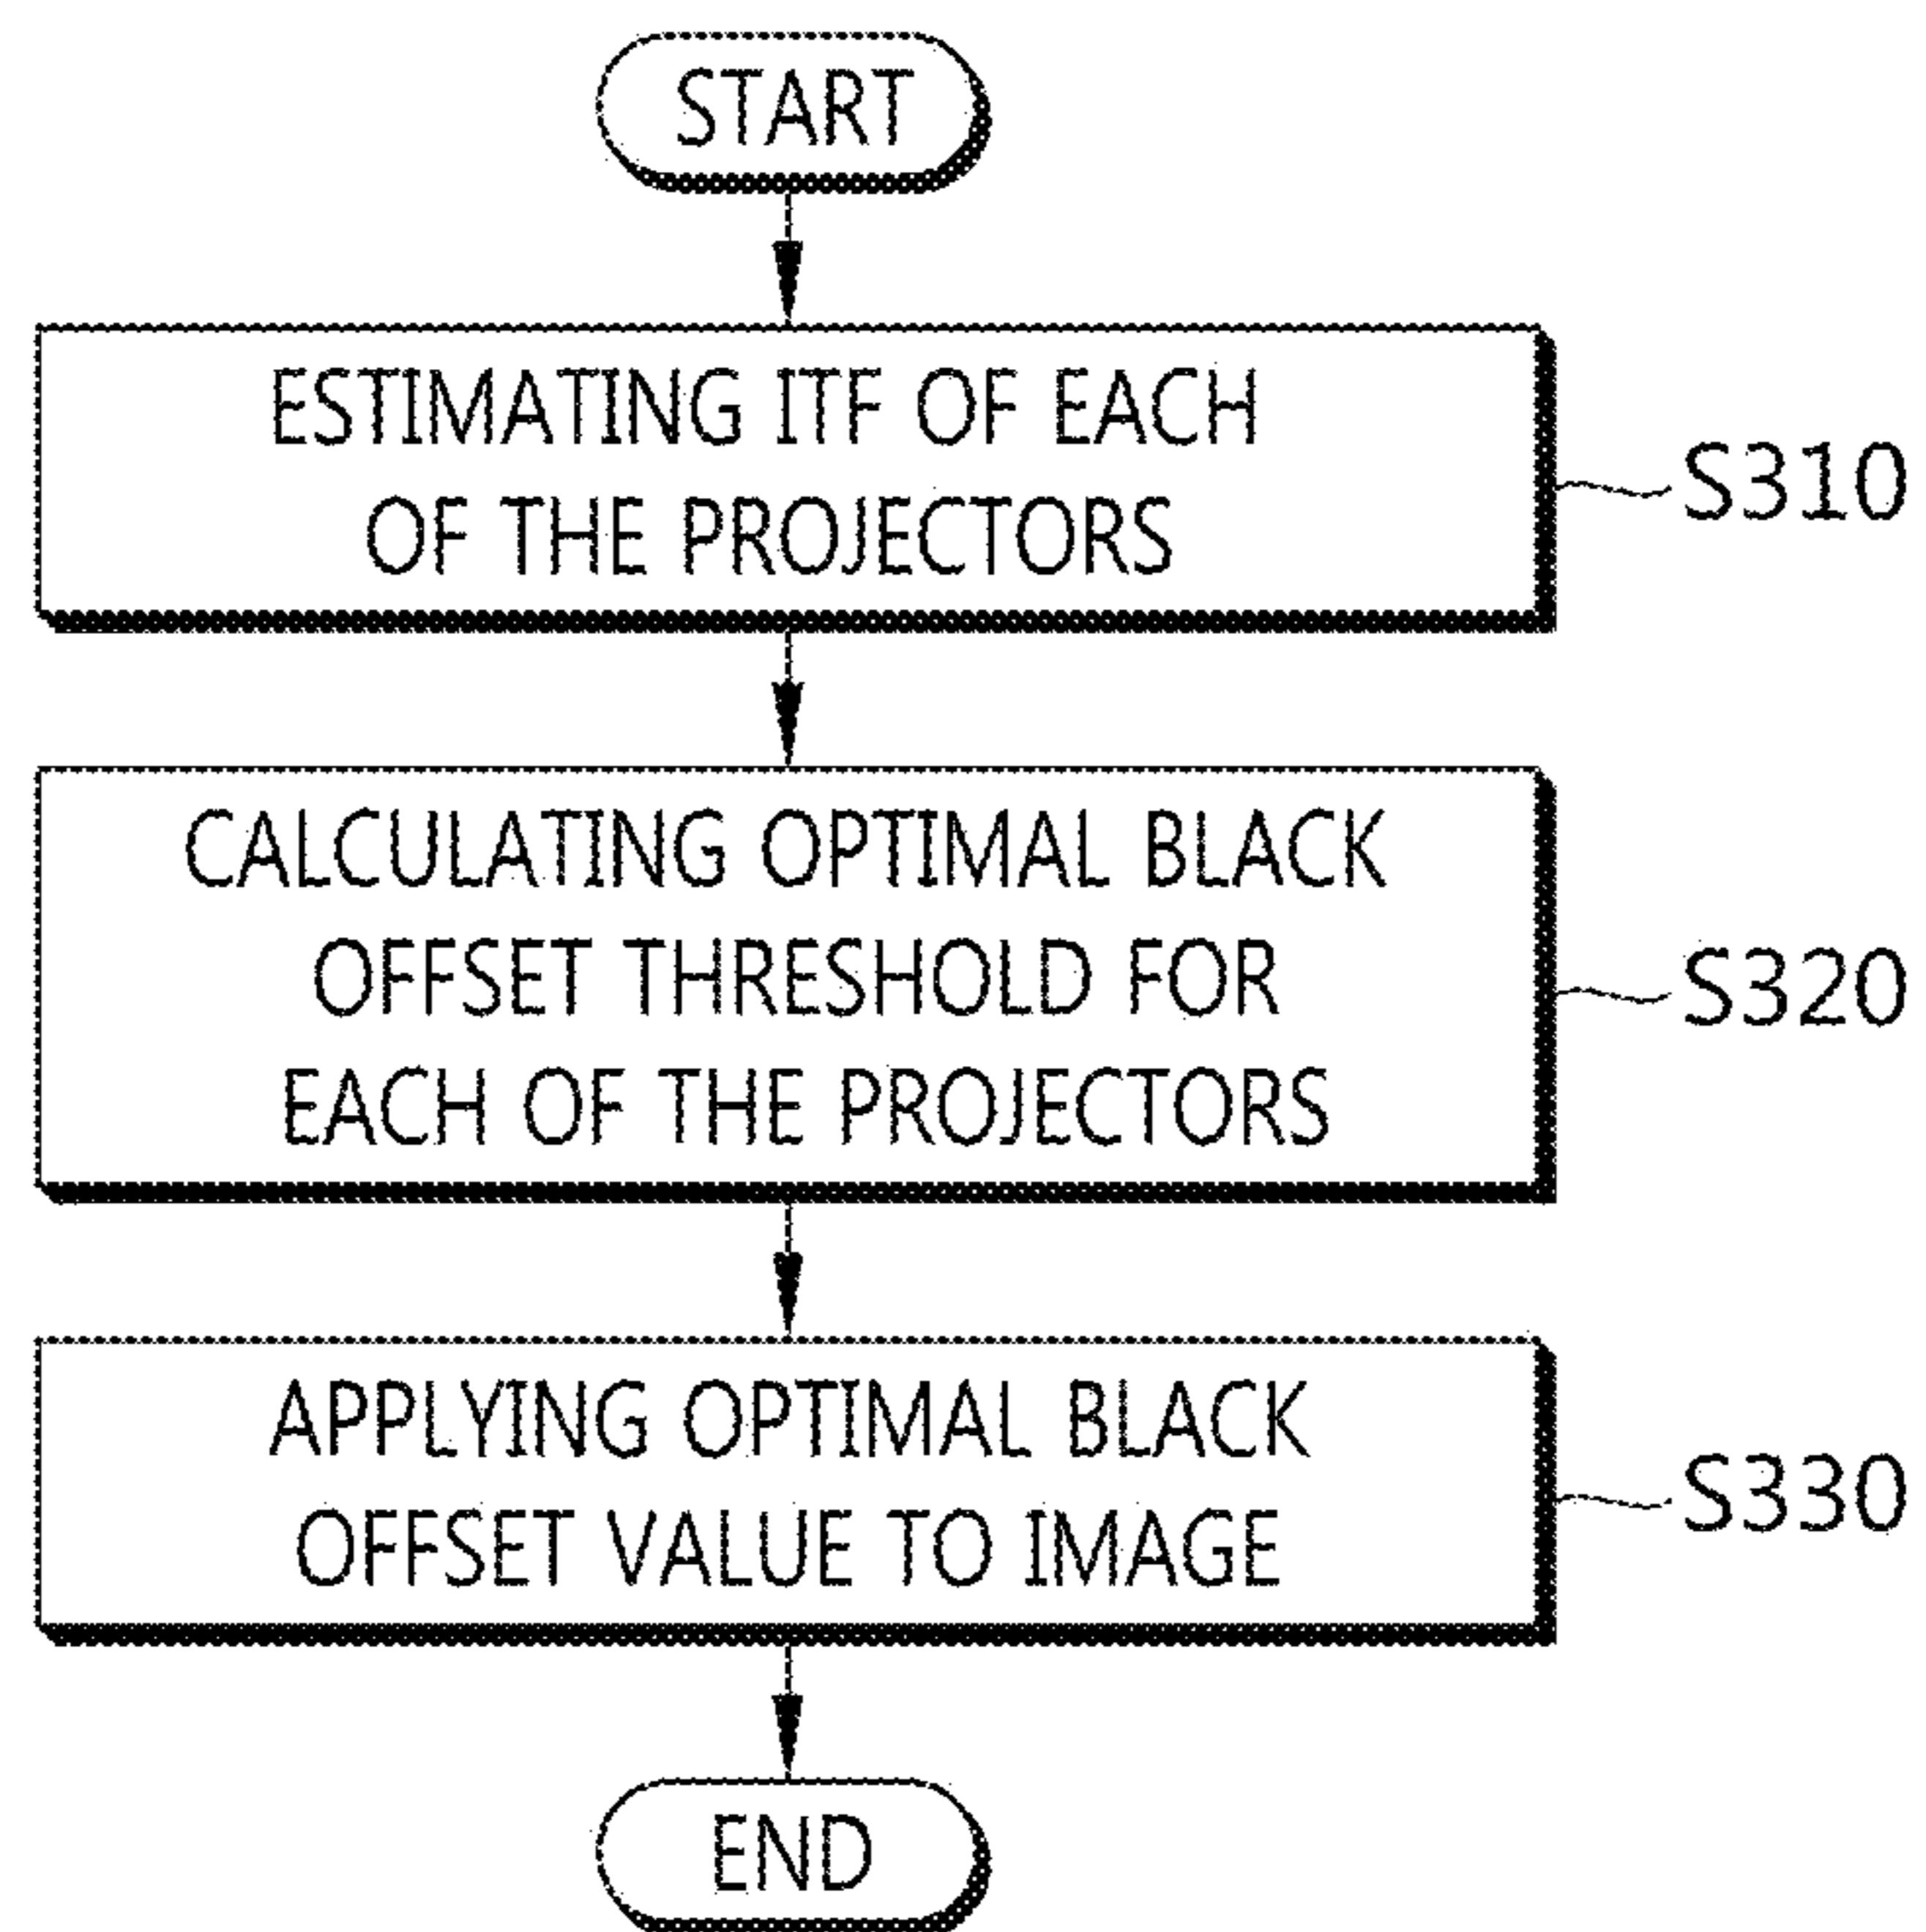 START
ESTIMATING ITF OF EACH
OF THE PROJECTORS
S310
CALCULATING OPTIMAL BLACK
OFFSET THRESHOLD FOR
EACH OF THE PROJECTORS
S320
APPLYING OPTIMAL BLACK
OFFSET VALUE TO IMAGE
S330
END